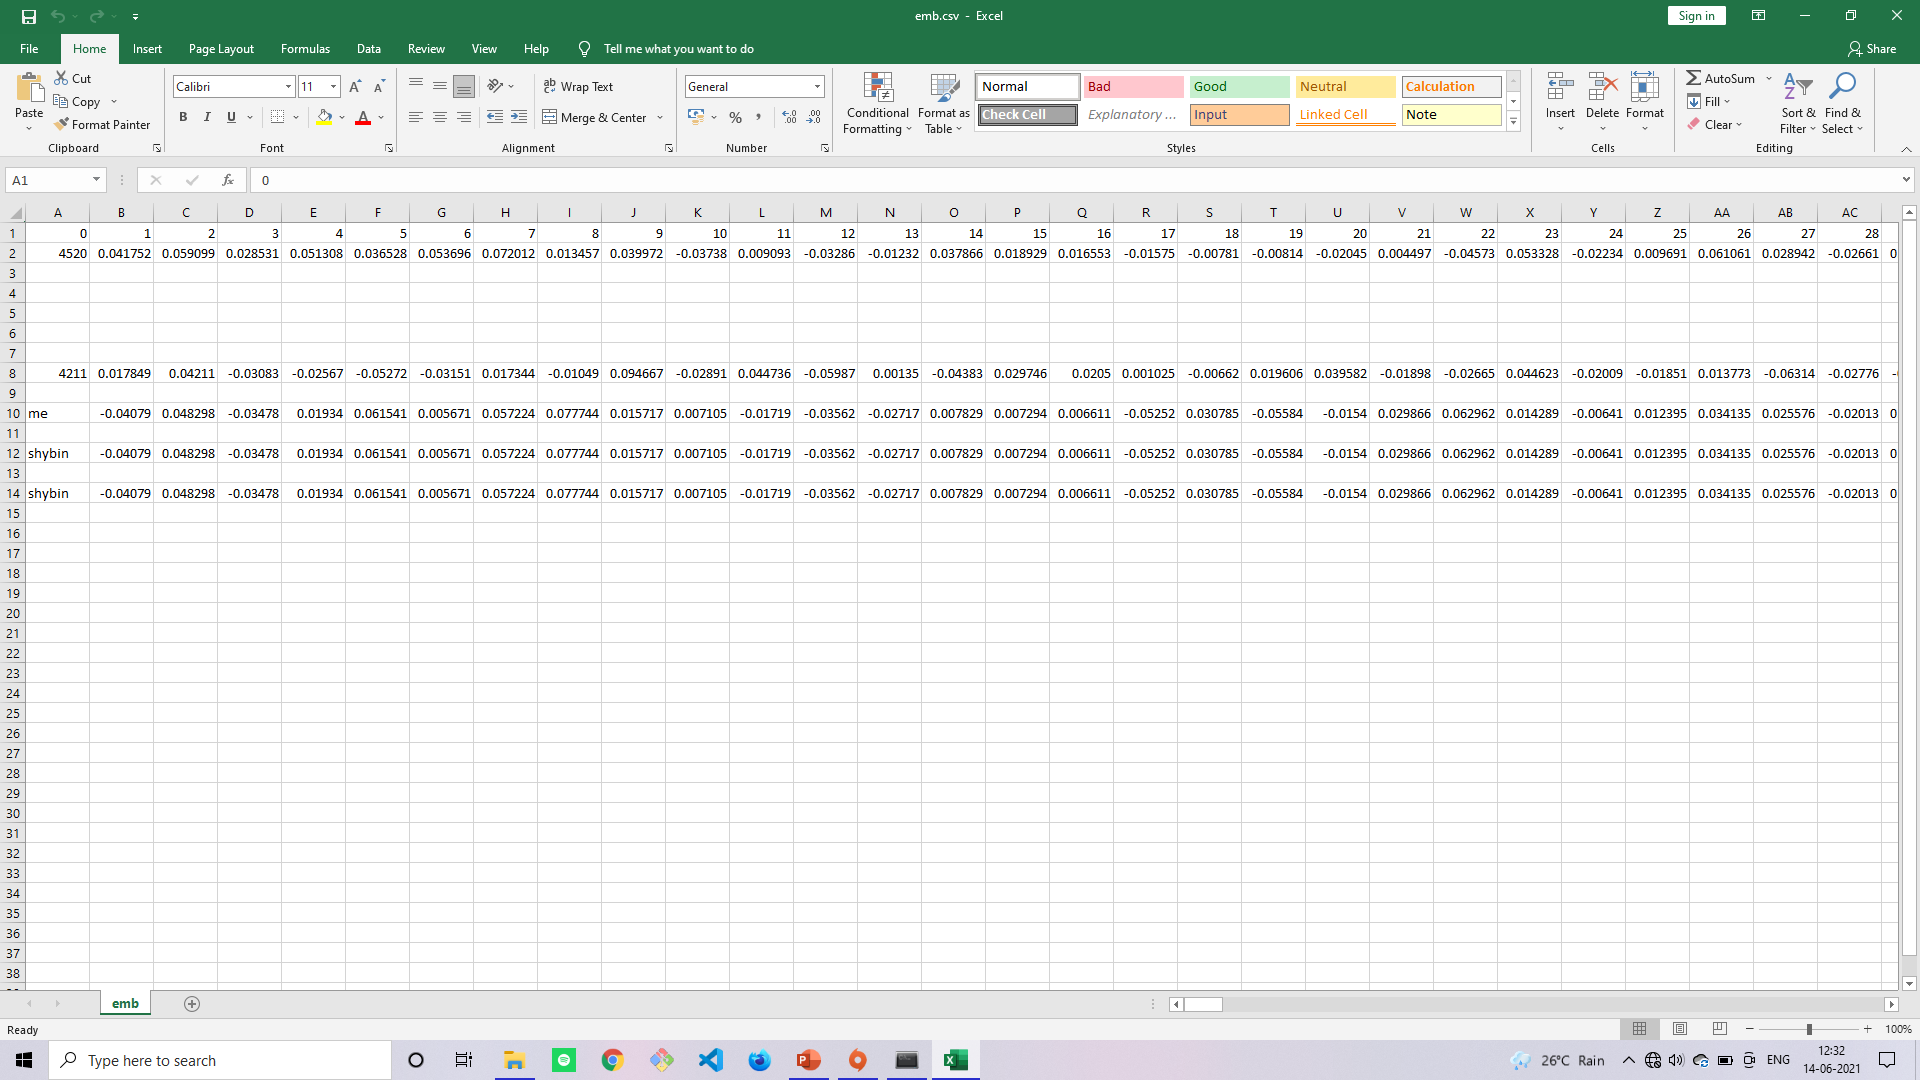 emb.csv - Excel
Sign in
File Home Insert Page Layout Formulas Data Review View Help Tell me what you want to do Share
Paste
Cut
Copy
Format Painter
Clipboard
Calibri 11
B I U
Font
Wrap Text
Merge & Center
Alignment
General
Number
Conditional Formatting
Format as Table
Normal Bad Good Neutral Calculation
Check Cell Explanatory ... Input Linked Cell Note
Styles
Insert Delete Format
Cells
AutoSum
Fill
Clear
Sort & Filter
Find & Select
Editing
A1 fx 0
A B C D E F G H I J K L M N O P Q R S T U V W X Y Z AA AB AC
1 0 1 2 3 4 5 6 7 8 9 10 11 12 13 14 15 16 17 18 19 20 21 22 23 24 25 26 27 28
2 4520 0.041752 0.059099 0.028531 0.051308 0.036528 0.053696 0.072012 0.013457 0.039972 -0.03738 0.009093 -0.03286 -0.01232 0.037866 0.018929 0.016553 -0.01575 -0.00781 -0.00814 -0.02045 0.004497 -0.04573 0.053328 -0.02234 0.009691 0.061061 0.028942 -0.02661 0
3
4
5
6
7
8 4211 0.017849 0.04211 -0.03083 -0.02567 -0.05272 -0.03151 0.017344 -0.01049 0.094667 -0.02891 0.044736 -0.05987 0.00135 -0.04383 0.029746 0.0205 0.001025 -0.00662 0.019606 0.039582 -0.01898 -0.02665 0.044623 -0.02009 -0.01851 0.013773 -0.06314 -0.02776 -
9
10 me -0.04079 0.048298 -0.03478 0.01934 0.061541 0.005671 0.057224 0.077744 0.015717 0.007105 -0.01719 -0.03562 -0.02717 0.007829 0.007294 0.006611 -0.05252 0.030785 -0.05584 -0.0154 0.029866 0.062962 0.014289 -0.00641 0.012395 0.034135 0.025576 -0.02013 0
11
12 shybin -0.04079 0.048298 -0.03478 0.01934 0.061541 0.005671 0.057224 0.077744 0.015717 0.007105 -0.01719 -0.03562 -0.02717 0.007829 0.007294 0.006611 -0.05252 0.030785 -0.05584 -0.0154 0.029866 0.062962 0.014289 -0.00641 0.012395 0.034135 0.025576 -0.02013 0
13
14 shybin -0.04079 0.048298 -0.03478 0.01934 0.061541 0.005671 0.057224 0.077744 0.015717 0.007105 -0.01719 -0.03562 -0.02717 0.007829 0.007294 0.006611 -0.05252 0.030785 -0.05584 -0.0154 0.029866 0.062962 0.014289 -0.00641 0.012395 0.034135 0.025576 -0.02013 0
15
16
17
18
19
20
21
22
23
24
25
26
27
28
29
30
31
32
33
34
35
36
37
38
emb
Ready 100%
Type here to search
26°C Rain ENG
12:32
14-06-2021